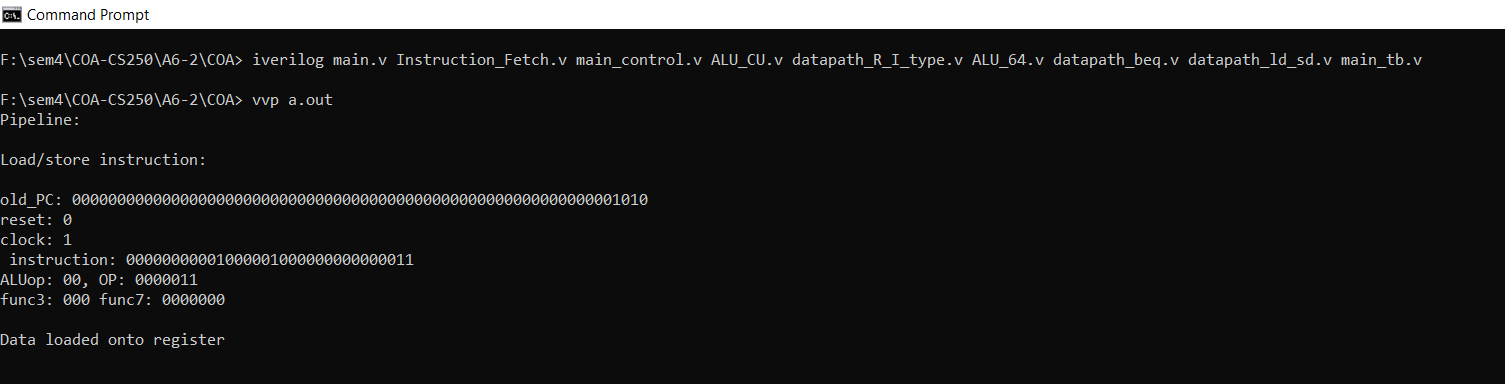 Command Prompt
F:\sem4\COA-CS250\A6-2\COA> iverilog main.v Instruction_Fetch.v main_control.v ALU_CU.v datapath_R_I_type.v ALU_64.v datapath_beq.v datapath_ld_sd.v main_tb.v
F:\sem4\COA-CS250\A6-2\COA> vvp a.out
Pipeline:
Load/store instruction:
old_PC: 0000000000000000000000000000000000000000000000000000000000001010
reset: 0
clock: 1
instruction: 00000000001000001000000000000011
ALUop: 00, OP: 0000011
func3: 000 func7: 0000000
Data loaded onto register